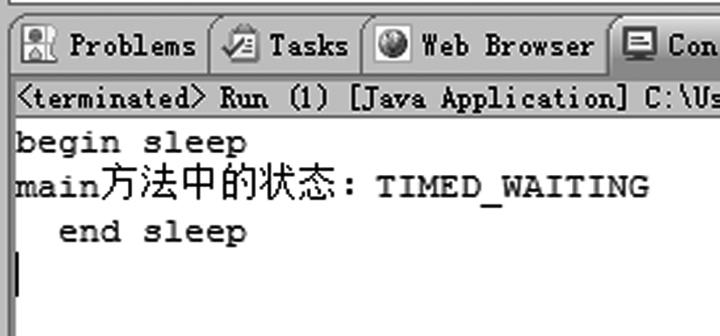 Problems Tasks Web Browser Con
<terminated> Run (1) [Java Application] C:\Us
begin sleep
main方法中的状态：TIMED_WAITING
  end sleep